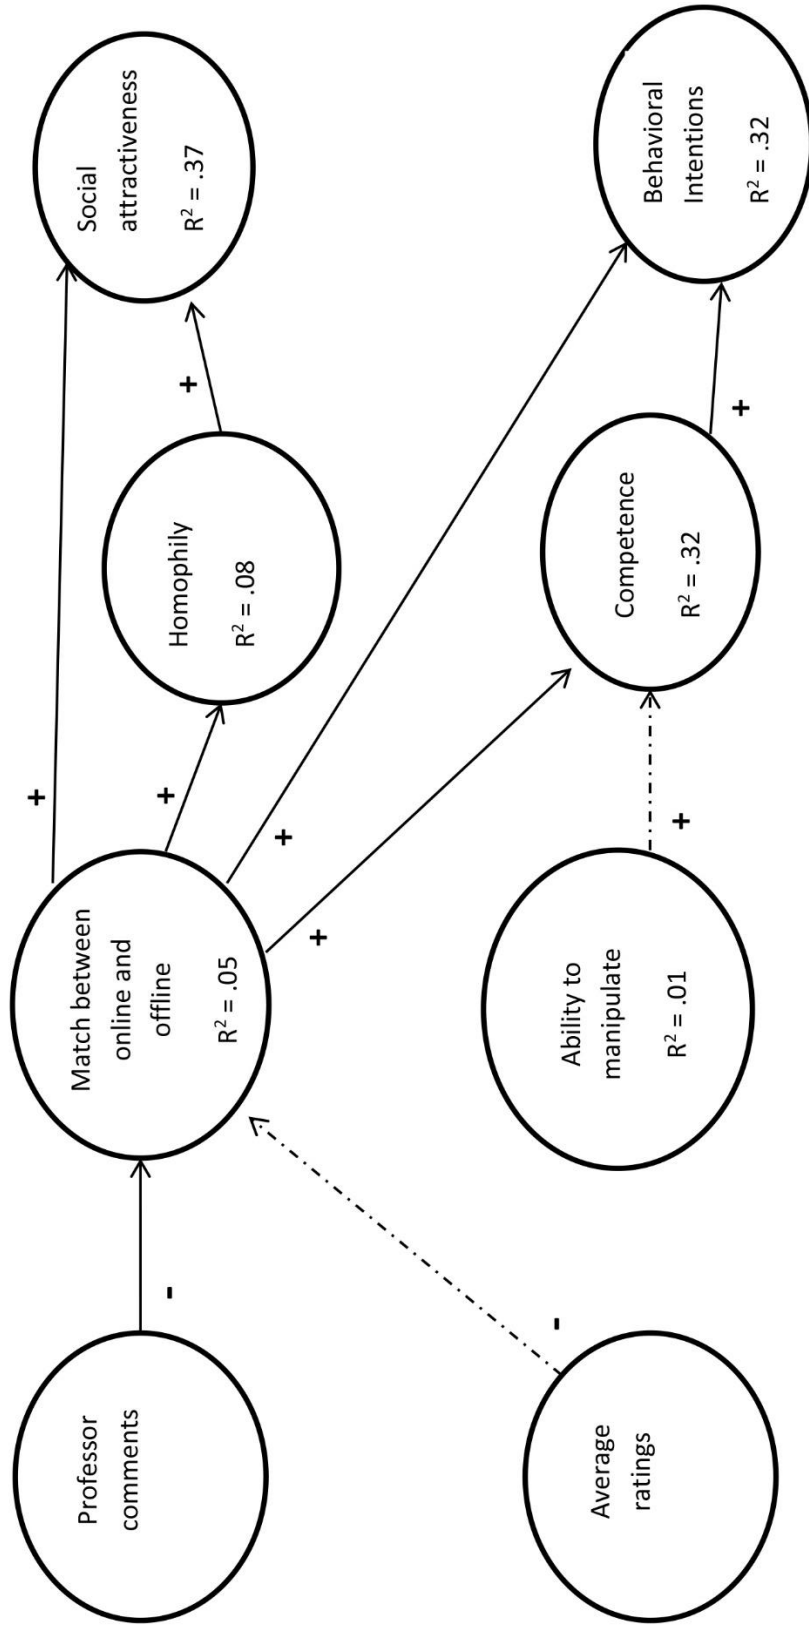 Professor
comments
-
Average
ratings
-
Match between
online and
offline
R² = .05
+
+
+
+
Ability to
manipulate
R² = .01
+
Homophily
R² = .08
+
Competence
R² = .32
+
Social
attractiveness
R² = .37
Behavioral
Intentions
R² = .32